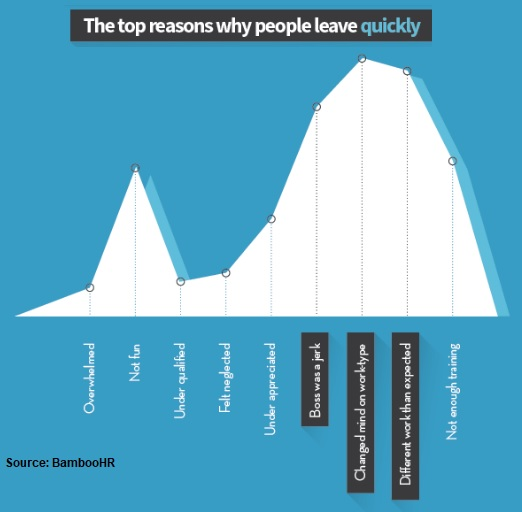 The top reasons why people leave quickly
Overwhelmed
Not fun
Under qualified
Felt neglected
Under appreciated
Boss was a jerk
Changed mind on work-type
Different work than expected
Not enough training
Source: BambooHR